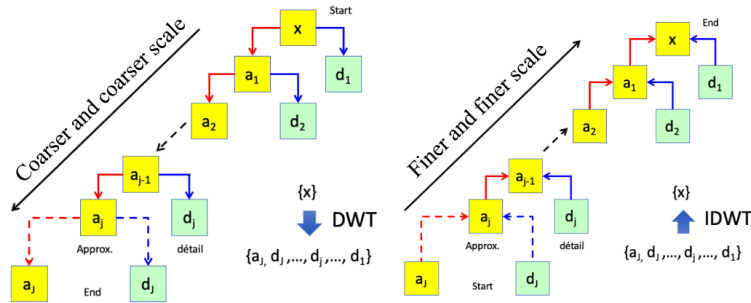 Start
x
a1
d1
a2
d2
Coarser and coarser scale
aj-1
aj
dj
Approx.
détail
aJ
End
dJ
{x}
DWT
{aJ, dJ,..., dj,..., d1}
End
x
a1
d1
a2
d2
Finer and finer scale
aj-1
aj
dj
Approx.
détail
aJ
Start
dJ
{x}
IDWT
{aJ, dJ,..., dj,..., d1}